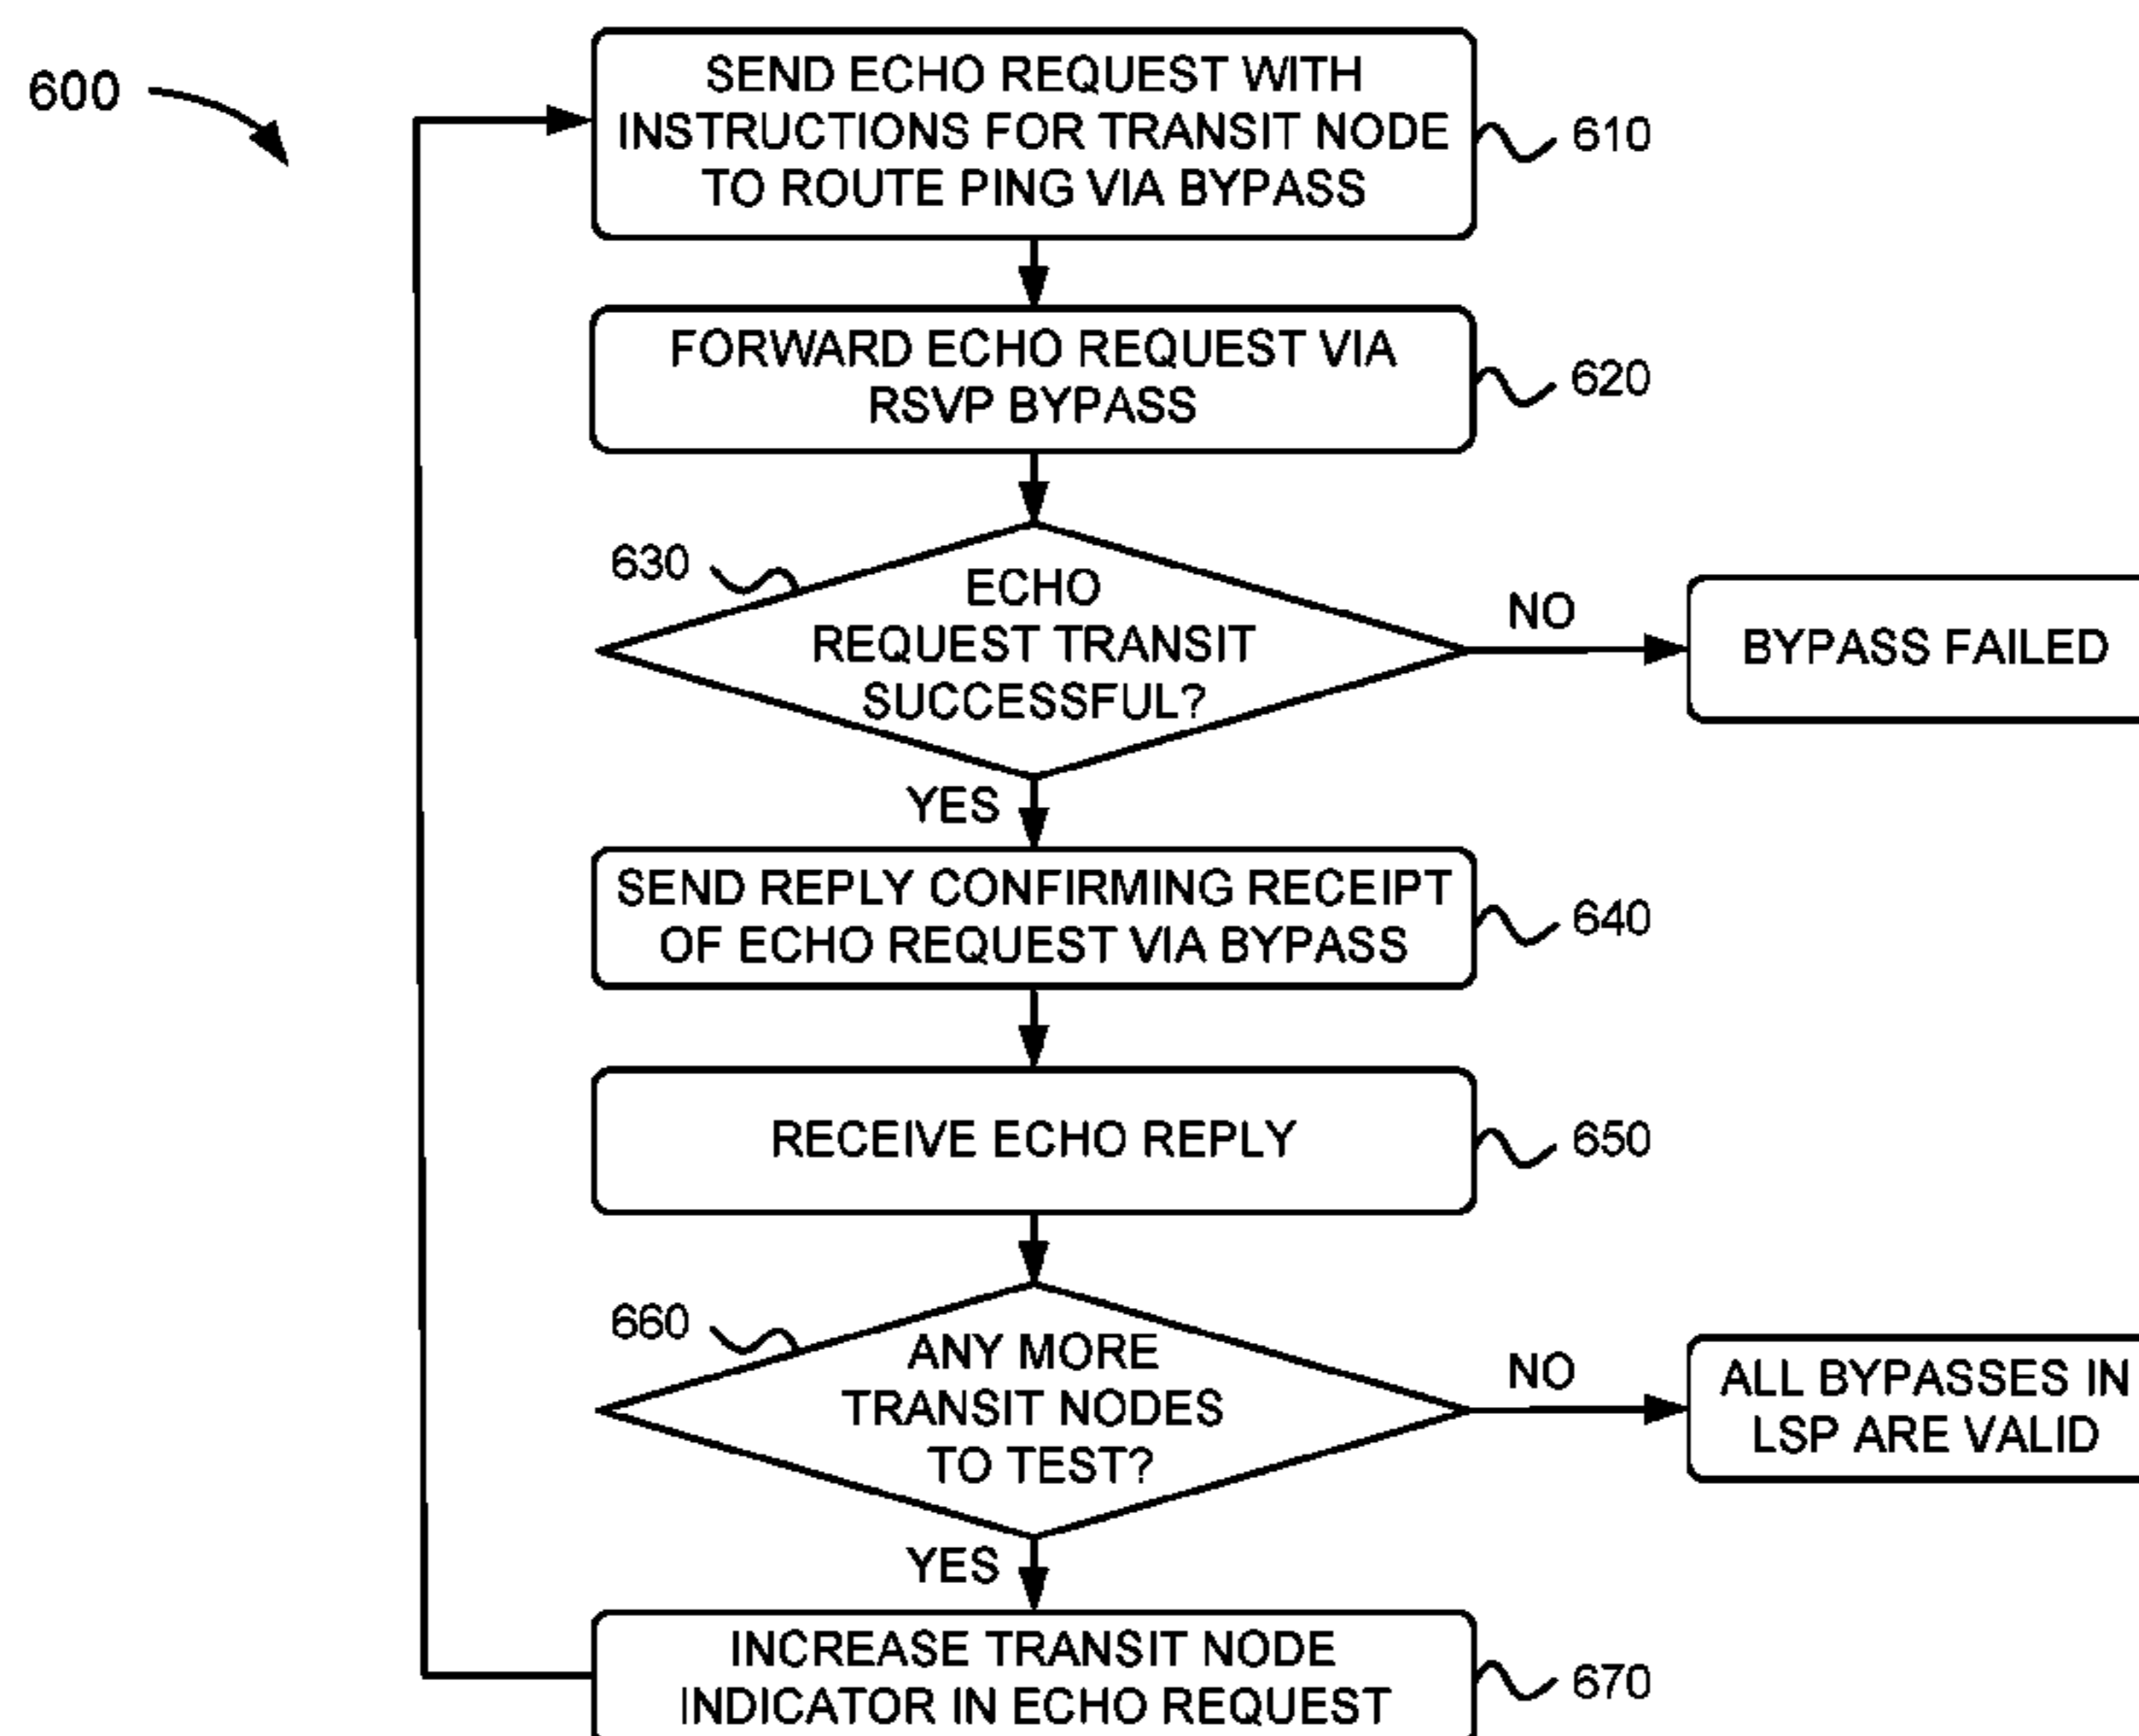 600
SEND ECHO REQUEST WITH
INSTRUCTIONS FOR TRANSIT NODE
TO ROUTE PING VIA BYPASS
610
FORWARD ECHO REQUEST VIA
RSVP BYPASS
620
630
ECHO
REQUEST TRANSIT
SUCCESSFUL?
NO
BYPASS FAILED
YES
SEND REPLY CONFIRMING RECEIPT
OF ECHO REQUEST VIA BYPASS
640
RECEIVE ECHO REPLY
650
660
ANY MORE
TRANSIT NODES
TO TEST?
NO
ALL BYPASSES IN
LSP ARE VALID
YES
INCREASE TRANSIT NODE
INDICATOR IN ECHO REQUEST
670